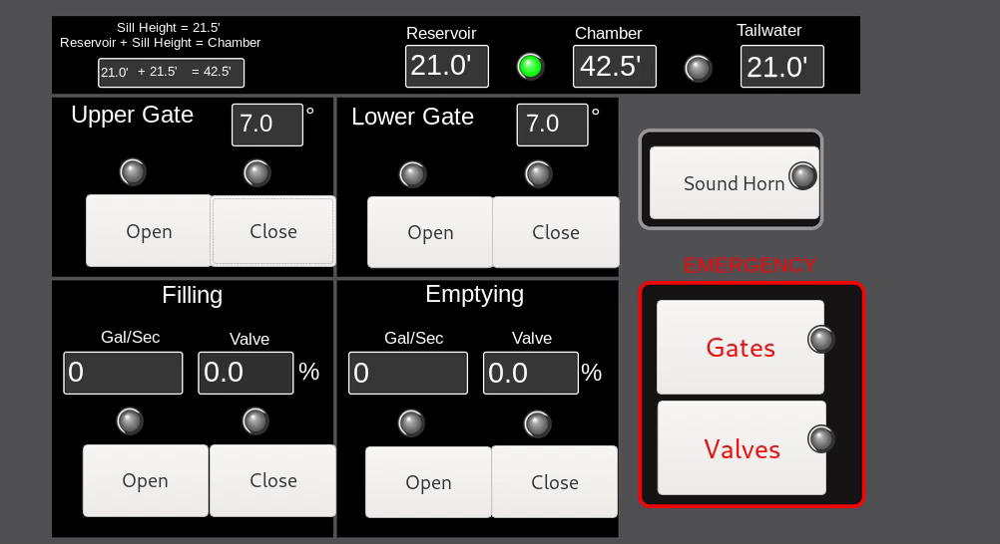 Sill Height = 21.5'
Reservoir + Sill Height = Chamber
21.0' + 21.5' = 42.5'
Reservoir Chamber Tailwater
21.0' 42.5' 21.0'
Upper Gate 7.0 °
Open Close
Lower Gate 7.0 °
Open Close
Sound Horn
Filling
Gal/Sec Valve
0 0.0 %
Open Close
Emptying
Gal/Sec Valve
0 0.0 %
Open Close
EMERGENCY
Gates
Valves